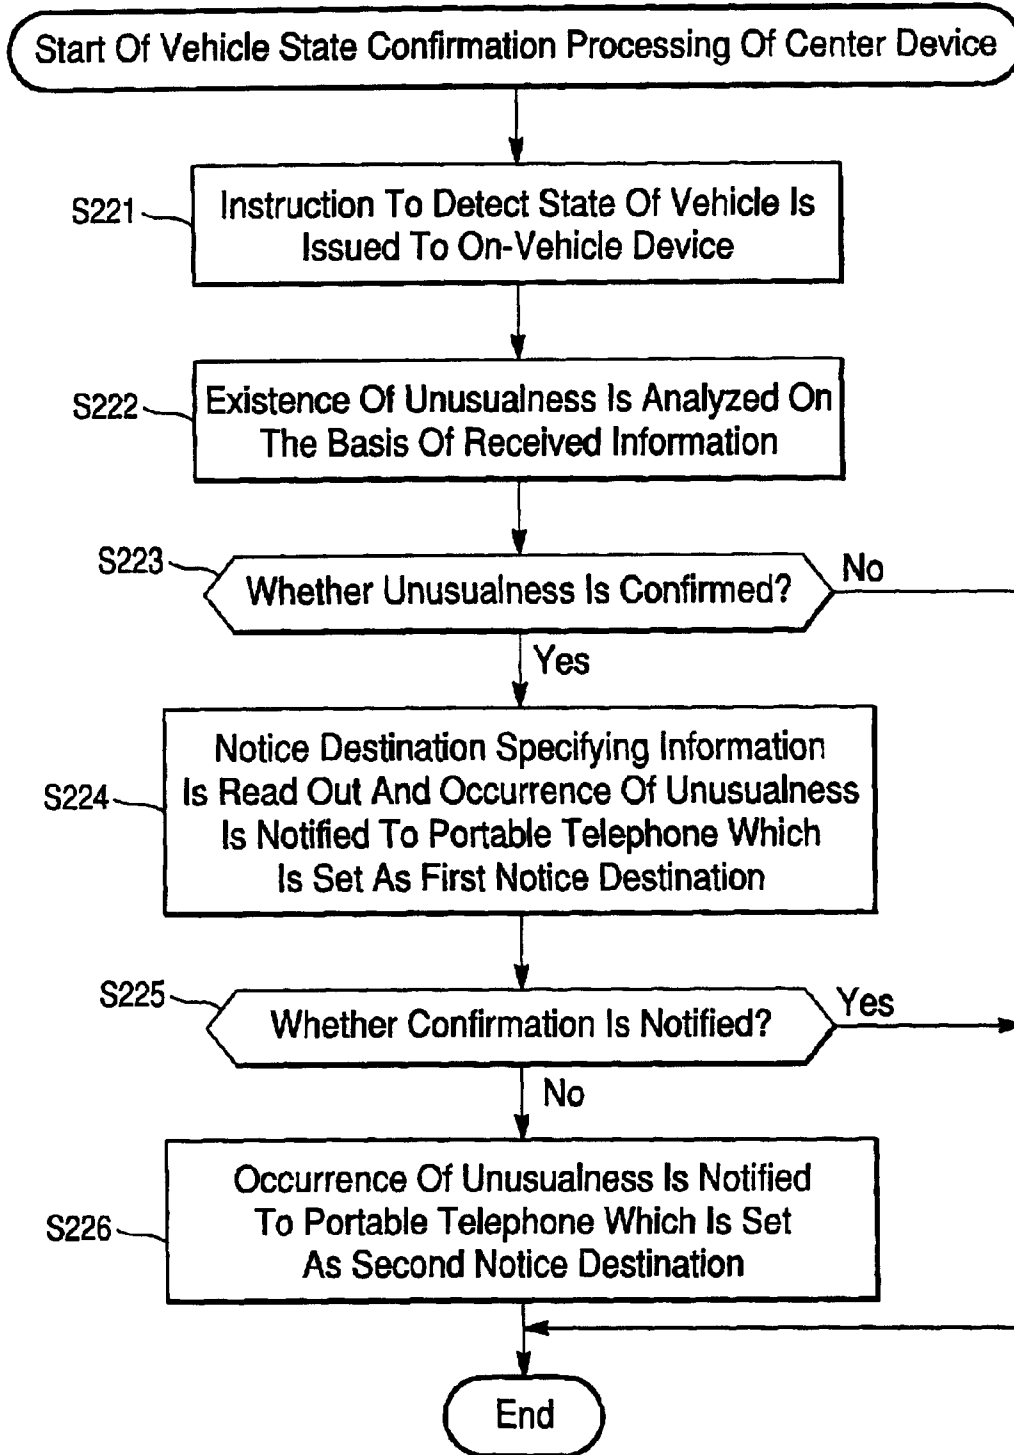 Start Of Vehicle State Confirmation Processing Of Center Device
S221
Instruction To Detect State Of Vehicle Is
Issued To On-Vehicle Device
S222
Existence Of Unusualness Is Analyzed On
The Basis Of Received Information
S223
Whether Unusualness Is Confirmed?
No
Yes
S224
Notice Destination Specifying Information
Is Read Out And Occurrence Of Unusualness
Is Notified To Portable Telephone Which
Is Set As First Notice Destination
S225
Whether Confirmation Is Notified?
Yes
No
S226
Occurrence Of Unusualness Is Notified
To Portable Telephone Which Is Set
As Second Notice Destination
End